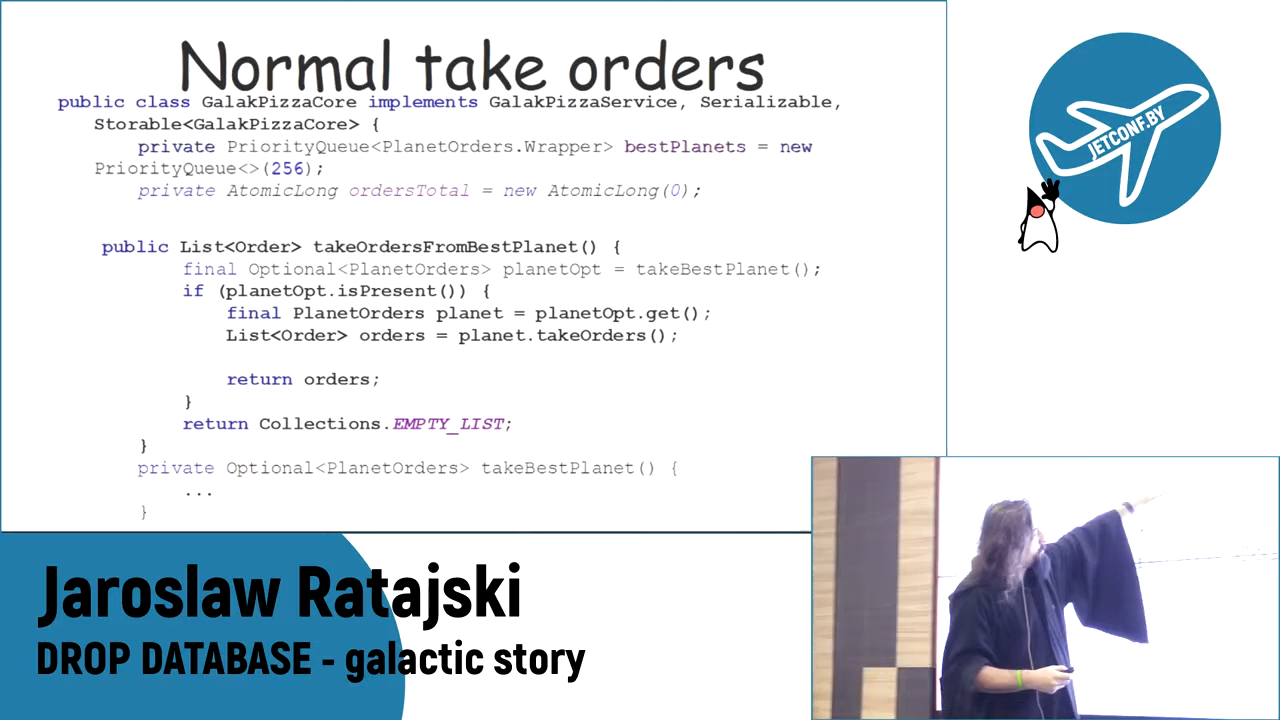 Normal take orders
public class GalakPizzaCore implements GalakPizzaService, Serializable,
Storable<GalakPizzaCore> {
private PriorityQueue<PlanetOrders.Wrapper> bestPlanets = new
PriorityQueue<>(256);
private AtomicLong ordersTotal = new AtomicLong(0);
public List<Order> takeOrdersFromBestPlanet() {
final Optional<PlanetOrders> planetOpt = takeBestPlanet();
if (planetOpt.isPresent()) {
final PlanetOrders planet = planetOpt.get();
List<Order> orders = planet.takeOrders();
return orders;
}
return Collections.EMPTY_LIST;
}
private Optional<PlanetOrders> takeBestPlanet() {
...
}
JETCONF.BY
Jaroslaw Ratajski
DROP DATABASE - galactic story